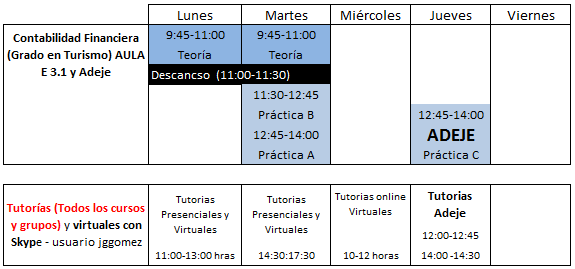 Lunes Martes Miércoles Jueves Viernes
Contabilidad Financiera
(Grado en Turismo) AULA
E 3.1 y Adeje
9:45-11:00 9:45-11:00
Teoría Teoría
Descancso (11:00-11:30)
11:30-12:45
Práctica B
12:45-14:00 12:45-14:00
ADEJE
Práctica A Práctica C
Tutorías (Todos los cursos
y grupos) y virtuales con
Skype - usuario jggomez
Tutorias
Presenciales y
Virtuales
11:00-13:00 hras
Tutorias
Presenciales y
Virtuales
14:30:17:30
Tutorias online
Virtuales
10-12 horas
Tutorias
Adeje
12:00-12:45
14:00 -14:30